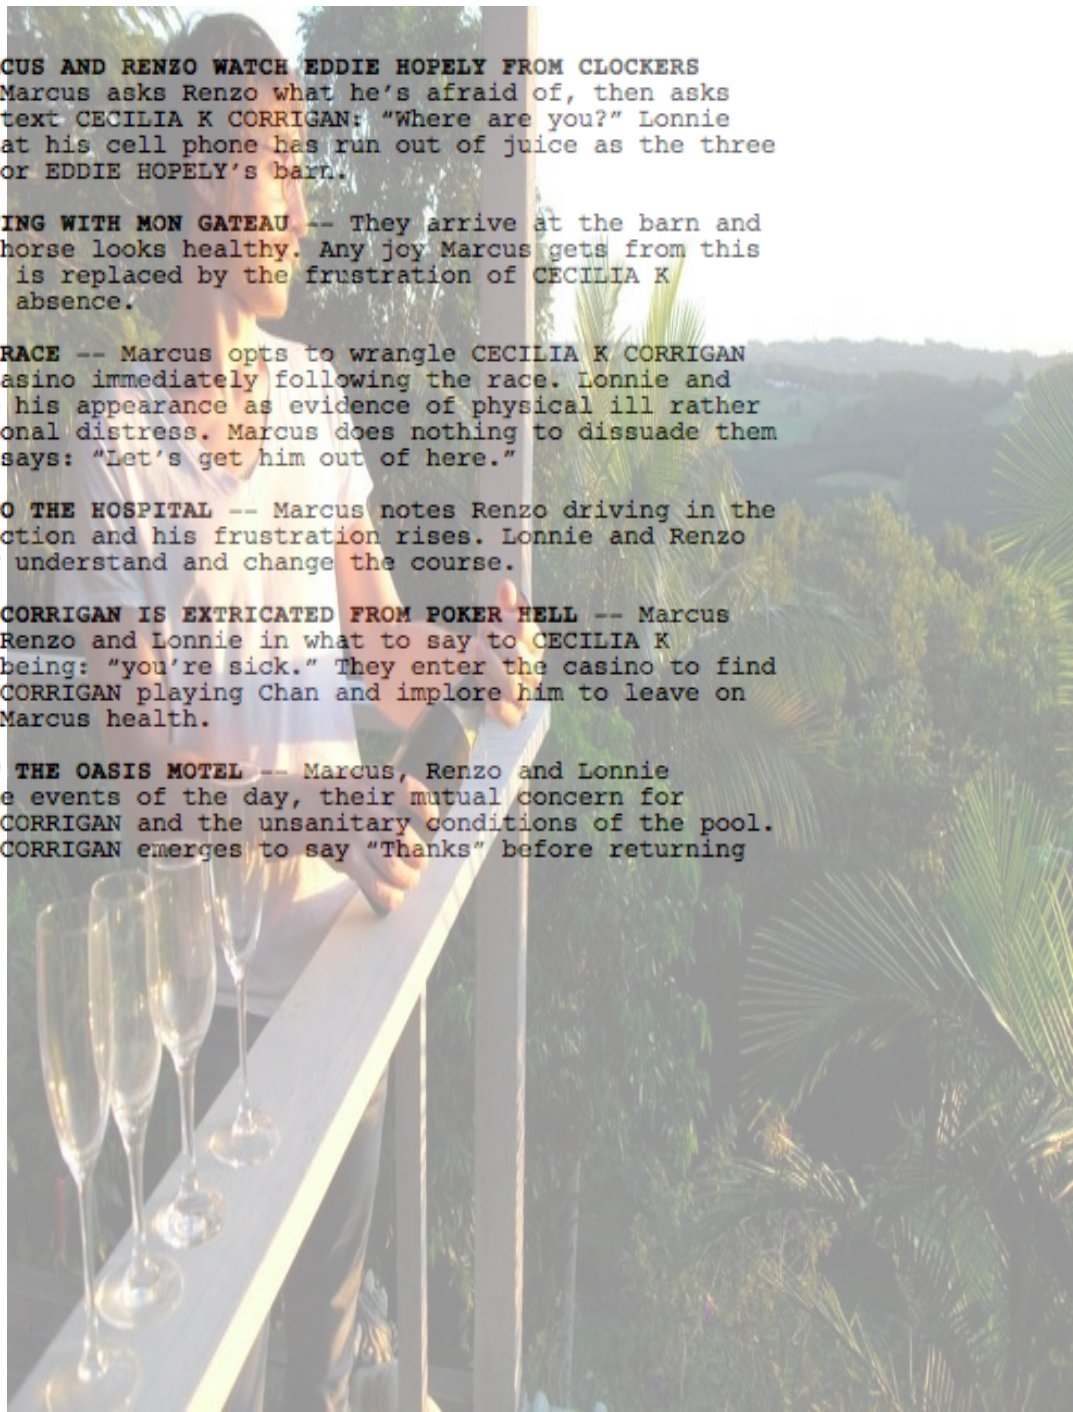 CUS AND RENZO WATCH EDDIE HOPELY FROM CLOCKERS
Marcus asks Renzo what he's afraid of, then asks
text CECILIA K CORRIGAN: "Where are you?" Lonnie
at his cell phone has run out of juice as the three
or EDDIE HOPELY's barn.
ING WITH MON GATEAU -- They arrive at the barn and
horse looks healthy. Any joy Marcus gets from this
is replaced by the frustration of CECILIA K
absence.
RACE -- Marcus opts to wrangle CECILIA K CORRIGAN
asino immediately following the race. Lonnie and
his appearance as evidence of physical ill rather
onal distress. Marcus does nothing to dissuade them
says: "Let's get him out of here."
O THE HOSPITAL -- Marcus notes Renzo driving in the
ction and his frustration rises. Lonnie and Renzo
understand and change the course.
CORRIGAN IS EXTRICATED FROM POKER HELL -- Marcus
Renzo and Lonnie in what to say to CECILIA K
being: "you're sick." They enter the casino to find
CORRIGAN playing Chan and implore him to leave on
Marcus health.
THE OASIS MOTEL -- Marcus, Renzo and Lonnie
e events of the day, their mutual concern for
CORRIGAN and the unsanitary conditions of the pool.
CORRIGAN emerges to say "Thanks" before returning